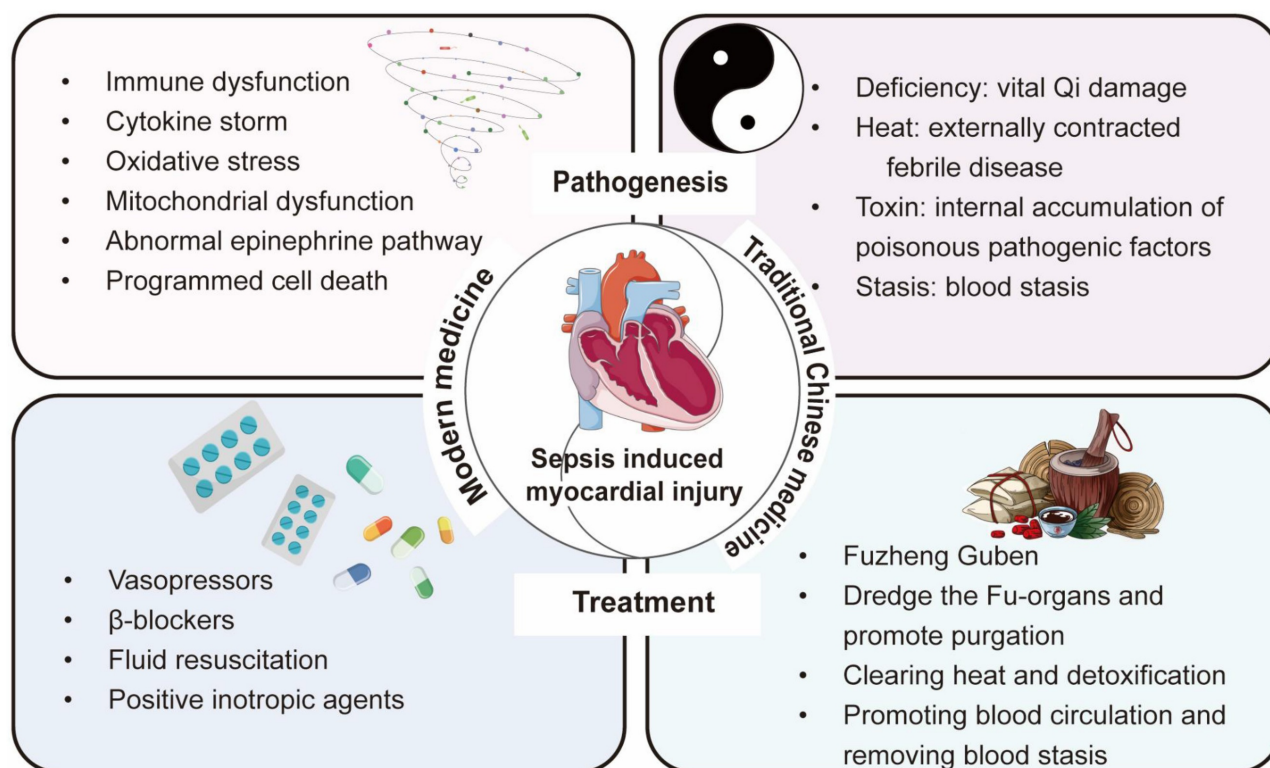 • Immune dysfunction
• Cytokine storm
• Oxidative stress
• Mitochondrial dysfunction
• Abnormal epinephrine pathway
• Programmed cell death
Pathogenesis
• Deficiency: vital Qi damage
• Heat: externally contracted
febrile disease
• Toxin: internal accumulation of
poisonous pathogenic factors
• Stasis: blood stasis
Modern medicine
Sepsis induced
myocardial injury
Traditional Chinese medicine
Treatment
• Vasopressors
• β-blockers
• Fluid resuscitation
• Positive inotropic agents
• Fuzheng Guben
• Dredge the Fu-organs and
promote purgation
• Clearing heat and detoxification
• Promoting blood circulation and
removing blood stasis